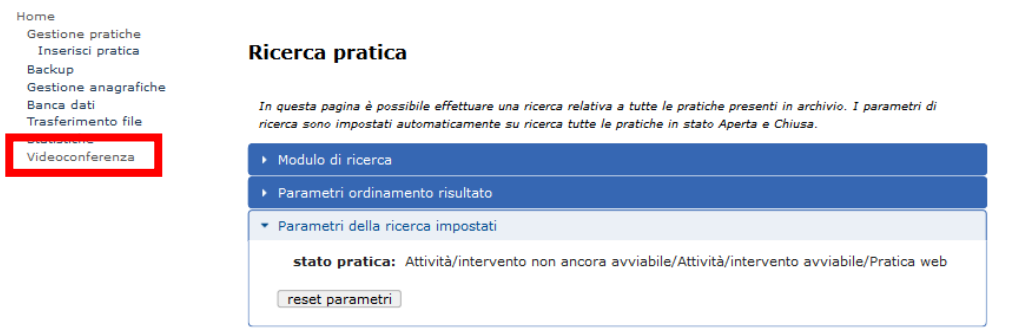 Home
Gestione pratiche
Inserisci pratica
Backup
Gestione anagrafiche
Banca dati
Trasferimento file
Statistiche
Videoconferenza
Ricerca pratica
In questa pagina è possibile effettuare una ricerca relativa a tutte le pratiche presenti in archivio. I parametri di
ricerca sono impostati automaticamente su ricerca tutte le pratiche in stato Aperta e Chiusa.
Modulo di ricerca
Parametri ordinamento risultato
Parametri della ricerca impostati
stato pratica: Attività/intervento non ancora avviabile/Attività/intervento avviabile/Pratica web
reset parametri